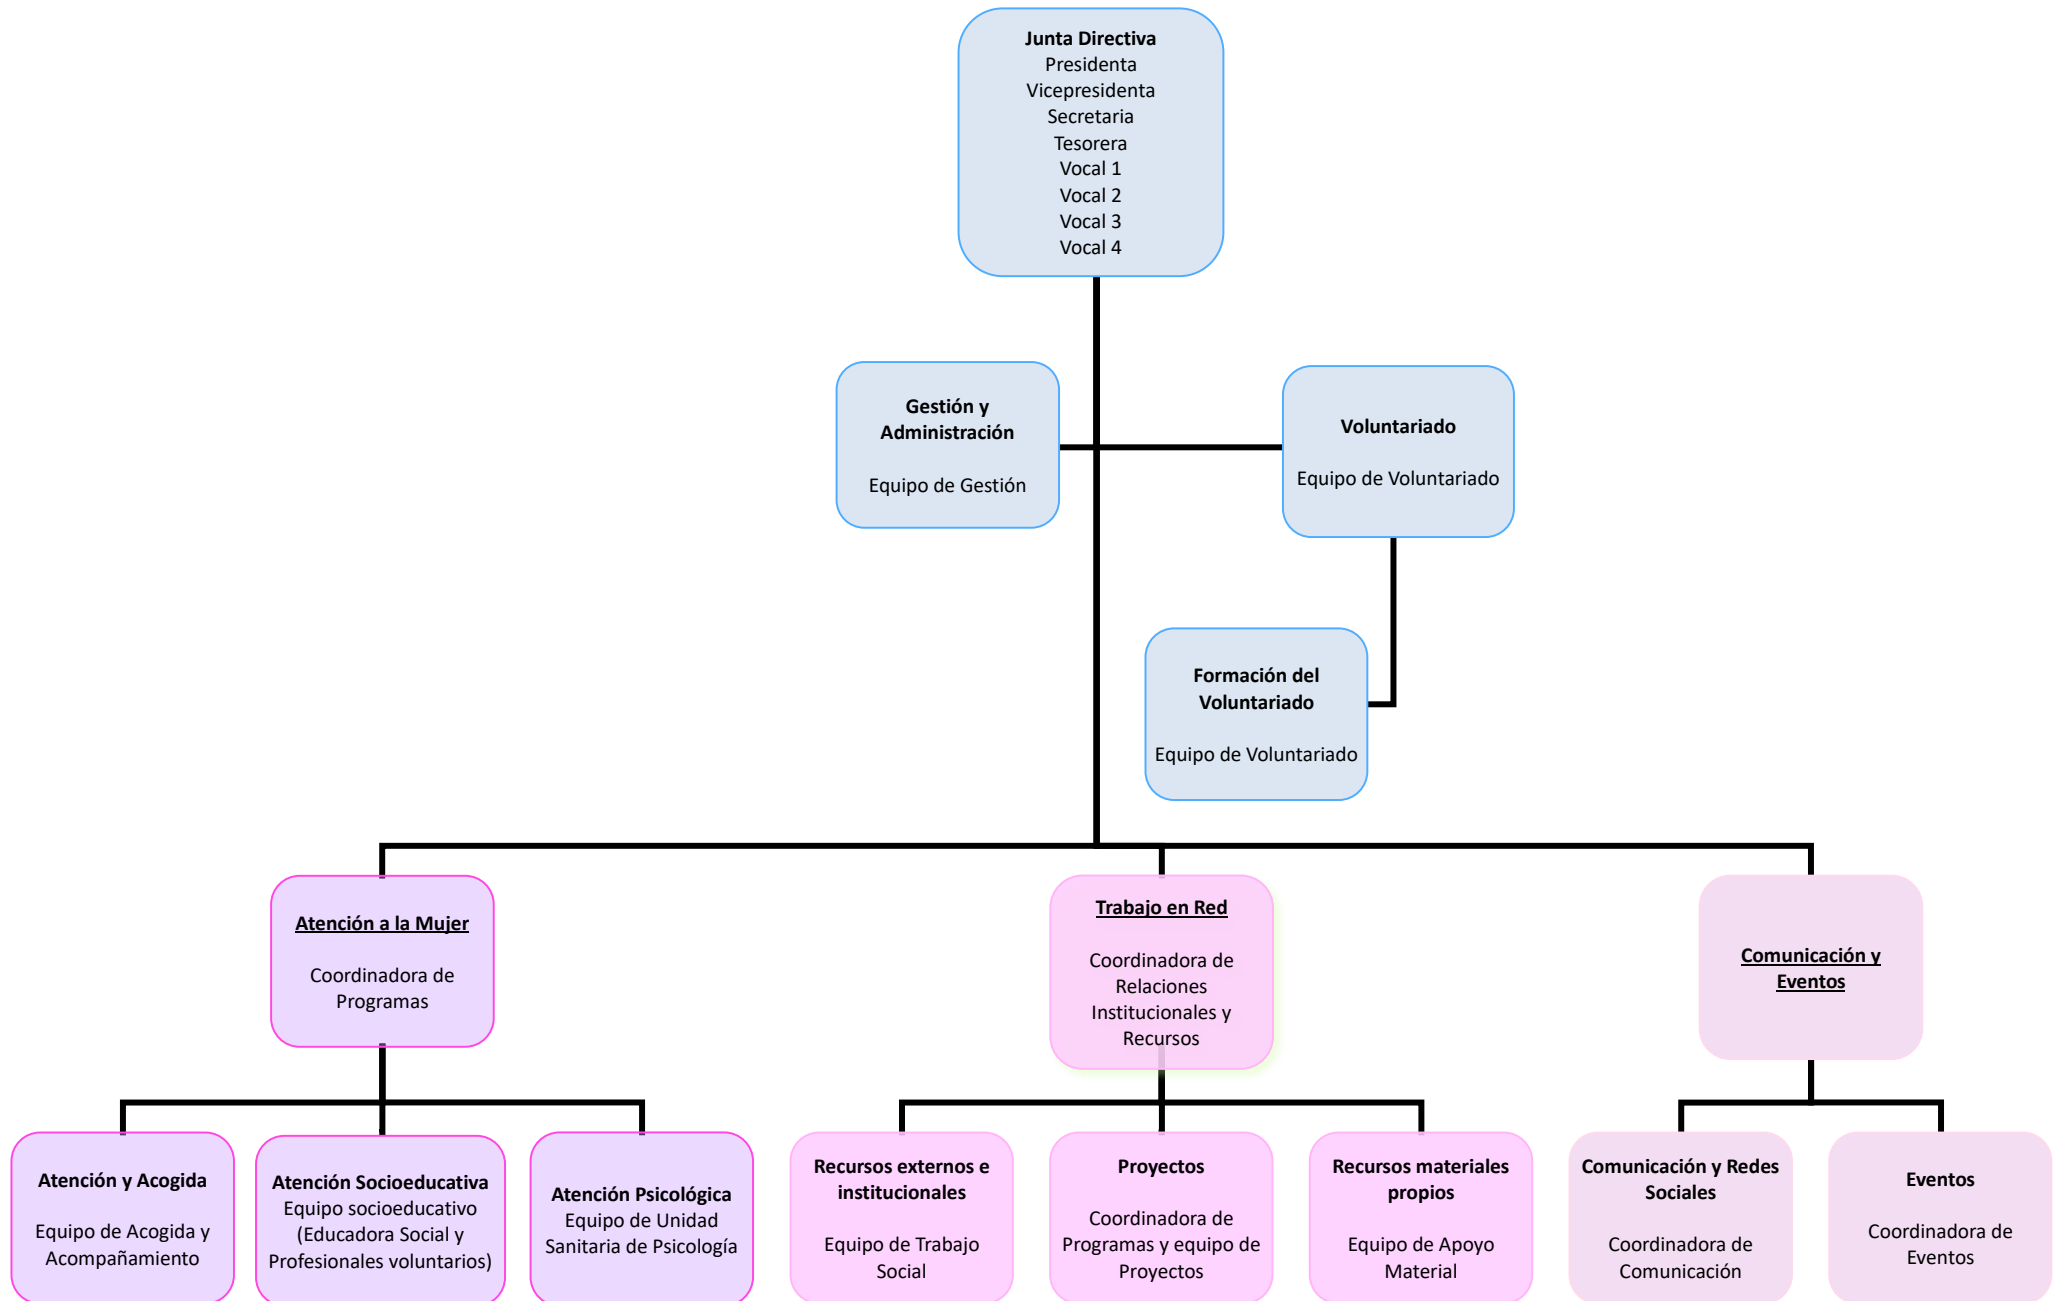 Junta Directiva
Presidenta
Vicepresidenta
Secretaria
Tesorera
Vocal 1
Vocal 2
Vocal 3
Vocal 4
Gestión y
Administración
Equipo de Gestión
Voluntariado
Equipo de Voluntariado
Formación del
Voluntariado
Equipo de Voluntariado
Atención a la Mujer
Coordinadora de
Programas
Trabajo en Red
Coordinadora de
Relaciones
Institucionales y
Recursos
Comunicación y
Eventos
Atención y Acogida
Equipo de Acogida y
Acompañamiento
Atención Socioeducativa
Equipo socioeducativo
(Educadora Social y
Profesionales voluntarios)
Atención Psicológica
Equipo de Unidad
Sanitaria de Psicología
Recursos externos e
institucionales
Equipo de Trabajo
Social
Proyectos
Coordinadora de
Programas y equipo de
Proyectos
Recursos materiales
propios
Equipo de Apoyo
Material
Comunicación y Redes
Sociales
Coordinadora de
Comunicación
Eventos
Coordinadora de
Eventos